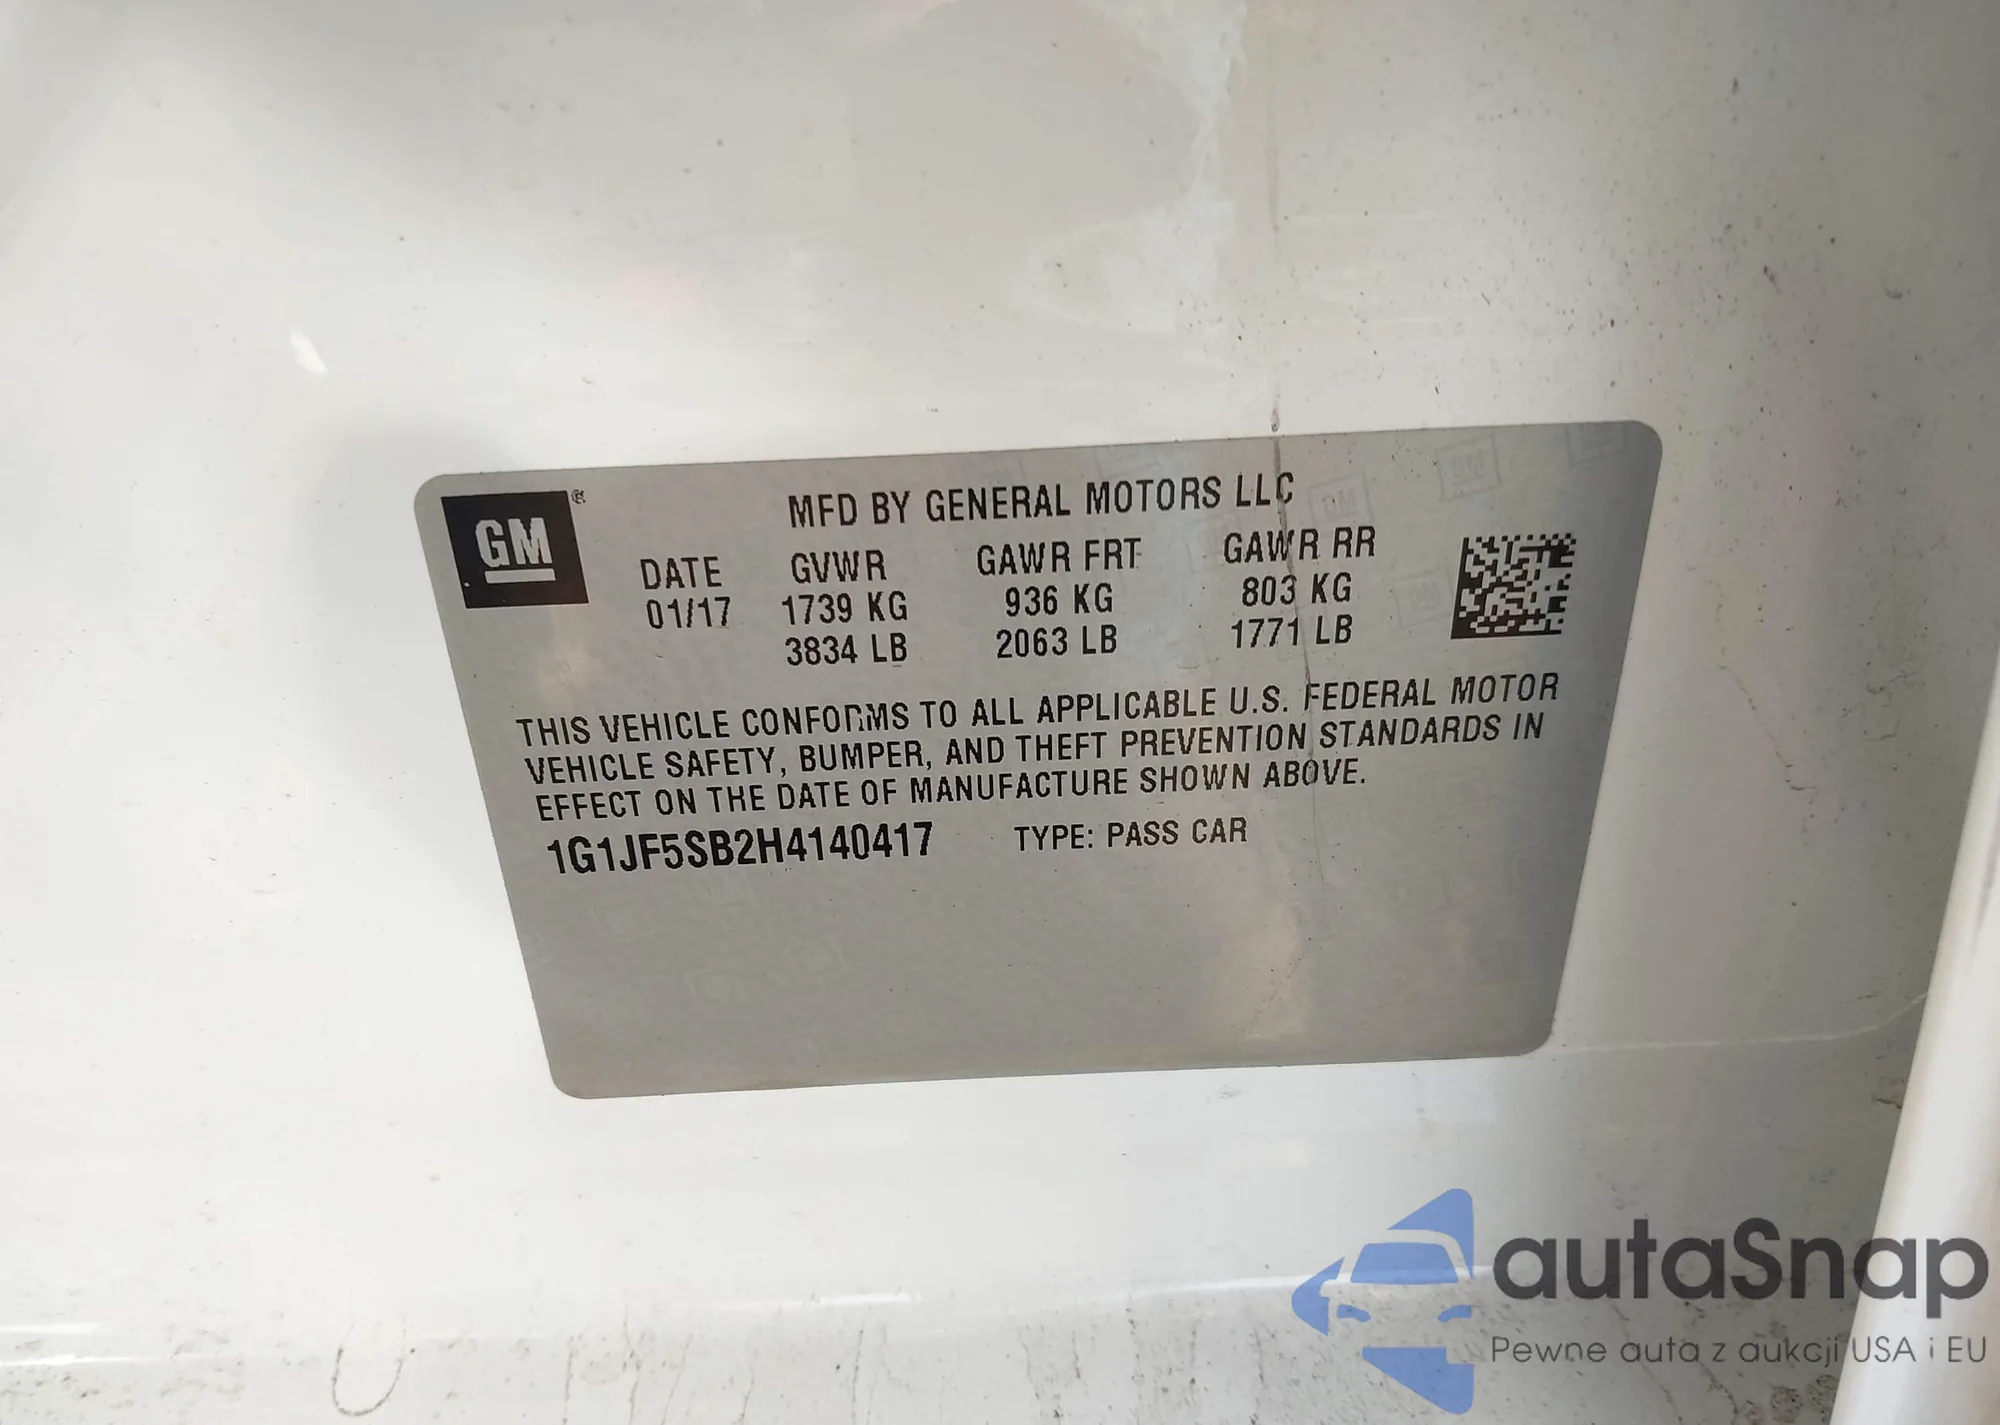 GM®
MFD BY GENERAL MOTORS LLC
DATE GVWR GAWR FRT GAWR RR
01/17 1739 KG 936 KG 803 KG
3834 LB 2063 LB 1771 LB
THIS VEHICLE CONFORMS TO ALL APPLICABLE U.S. FEDERAL MOTOR
VEHICLE SAFETY, BUMPER, AND THEFT PREVENTION STANDARDS IN
EFFECT ON THE DATE OF MANUFACTURE SHOWN ABOVE.
1G1JF5SB2H4140417 TYPE: PASS CAR
autaSnap
Pewne auta z aukcji USA i EU